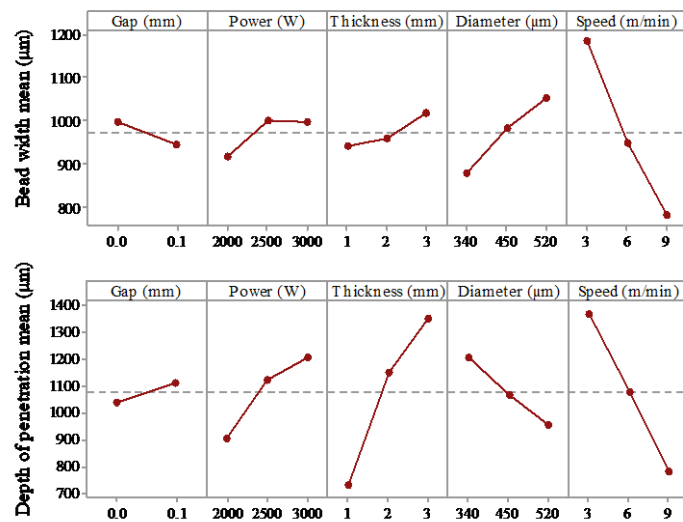 Gap (mm) Power (W) Thickness (mm) Diameter (μm) Speed (m/min)
Bead width mean (μm)
1200
1100
1000
900
800
0.0 0.1 2000 2500 3000 1 2 3 340 450 520 3 6 9
Gap (mm) Power (W) Thickness (mm) Diameter (μm) Speed (m/min)
Depth of penetration mean (μm)
1400
1300
1200
1100
1000
900
800
700
0.0 0.1 2000 2500 3000 1 2 3 340 450 520 3 6 9